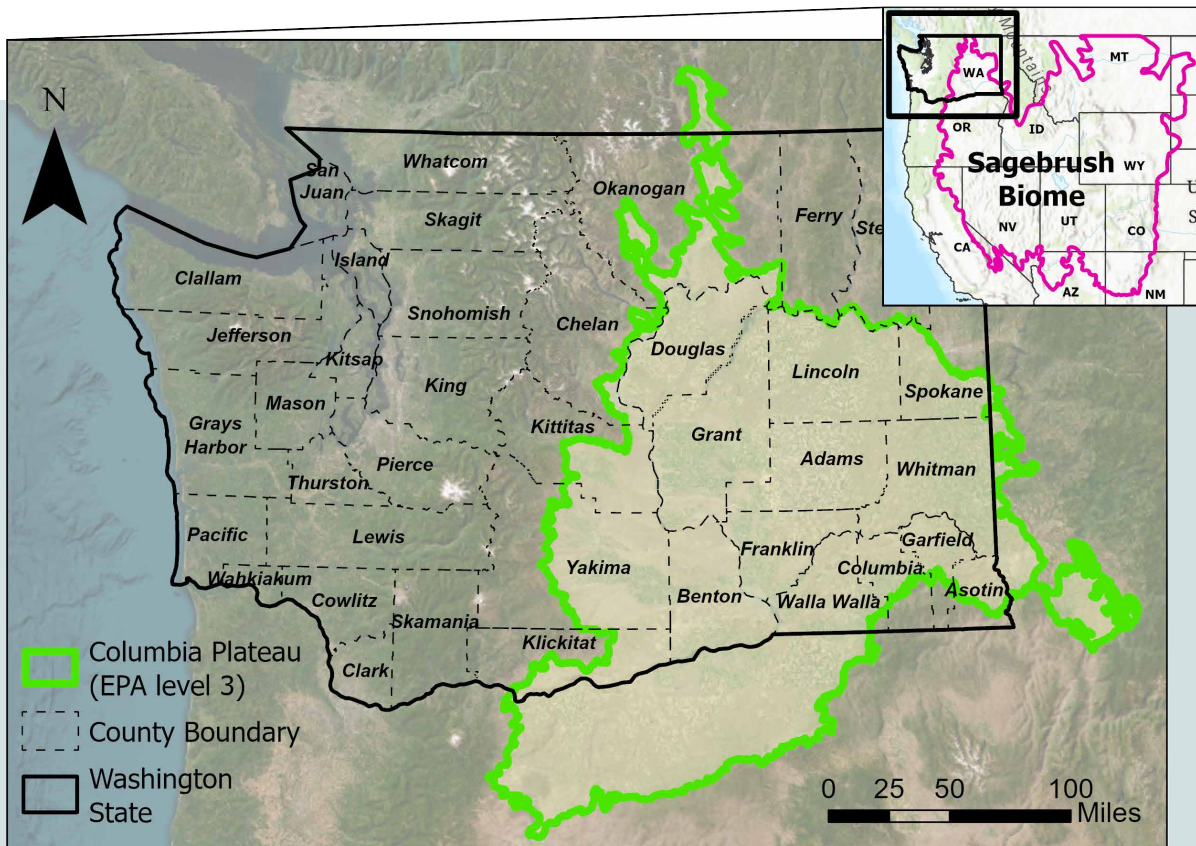 N
Whatcom
San
Juan
Okanogan
Skagit
Ferry
Ste
Island
Clallam
Snohomish
Jefferson
Chelan
Kitsap
Douglas
King
Lincoln
Mason
Spokane
Grays
Harbor
Kittitas
Grant
Pierce
Adams
Whitman
Thurston
Pacific
Lewis
Franklin
Garfield
Yakima
Columbia
Wahkiakum
Cowlitz
Benton
Walla Walla
Asotin
Skamania
Klickitat
Clark
Columbia Plateau
(EPA level 3)
County Boundary
Washington
State
0 25 50 100
Miles
WA
MT
OR
ID
Sagebrush
Biome
WY
NV
UT
CO
CA
AZ
NM
U
S